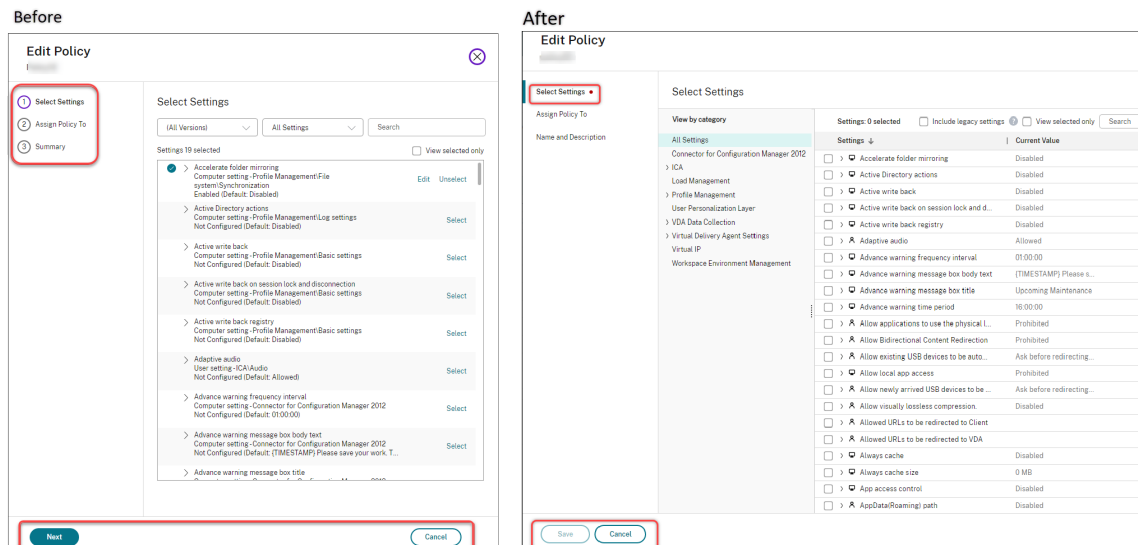 Before
Edit Policy
1 Select Settings
2 Assign Policy To
3 Summary
Select Settings
(All Versions)
All Settings
Search
Settings 19 selected
View selected only
Accelerate folder mirroring
Computer setting - Profile Management\File
system\Synchronization
Enabled (Default: Disabled)
Edit Unselect
Active Directory actions
Computer setting - Profile Management\Log settings
Not Configured (Default: Disabled)
Select
Active write back
Computer setting - Profile Management\Basic settings
Not Configured (Default: Disabled)
Select
Active write back on session lock and disconnection
Computer setting - Profile Management\Basic settings
Not Configured (Default: Disabled)
Select
Active write back registry
Computer setting - Profile Management\Basic settings
Not Configured (Default: Disabled)
Select
Adaptive audio
User setting - ICA\Audio
Not Configured (Default: Allowed)
Select
Advance warning frequency interval
Computer setting - Connector for Configuration Manager 2012
Not Configured (Default: 01:00:00)
Select
Advance warning message box body text
Computer setting - Connector for Configuration Manager 2012
Not Configured (Default: {TIMESTAMP} Please save your work. T...
Select
Advance warning message box title
Next
Cancel
After
Edit Policy
Select Settings
Assign Policy To
Name and Description
Select Settings
View by category
All Settings
Connector for Configuration Manager 2012
ICA
Load Management
Profile Management
User Personalization Layer
VDA Data Collection
Virtual Delivery Agent Settings
Virtual IP
Workspace Environment Management
Settings: 0 selected Include legacy settings View selected only Search
Settings ↓ Current Value
Accelerate folder mirroring Disabled
Active Directory actions Disabled
Active write back Disabled
Active write back on session lock and d... Disabled
Active write back registry Disabled
Adaptive audio Allowed
Advance warning frequency interval 01:00:00
Advance warning message box body text {TIMESTAMP} Please s...
Advance warning message box title Upcoming Maintenance
Advance warning time period 16:00:00
Allow applications to use the physical l... Prohibited
Allow Bidirectional Content Redirection Prohibited
Allow existing USB devices to be auto... Ask before redirecting...
Allow local app access Prohibited
Allow newly arrived USB devices to be ... Ask before redirecting...
Allow visually lossless compression. Disabled
Allowed URLs to be redirected to Client
Allowed URLs to be redirected to VDA
Always cache Disabled
Always cache size 0 MB
App access control Disabled
AppData(Roaming) path Disabled
Save
Cancel